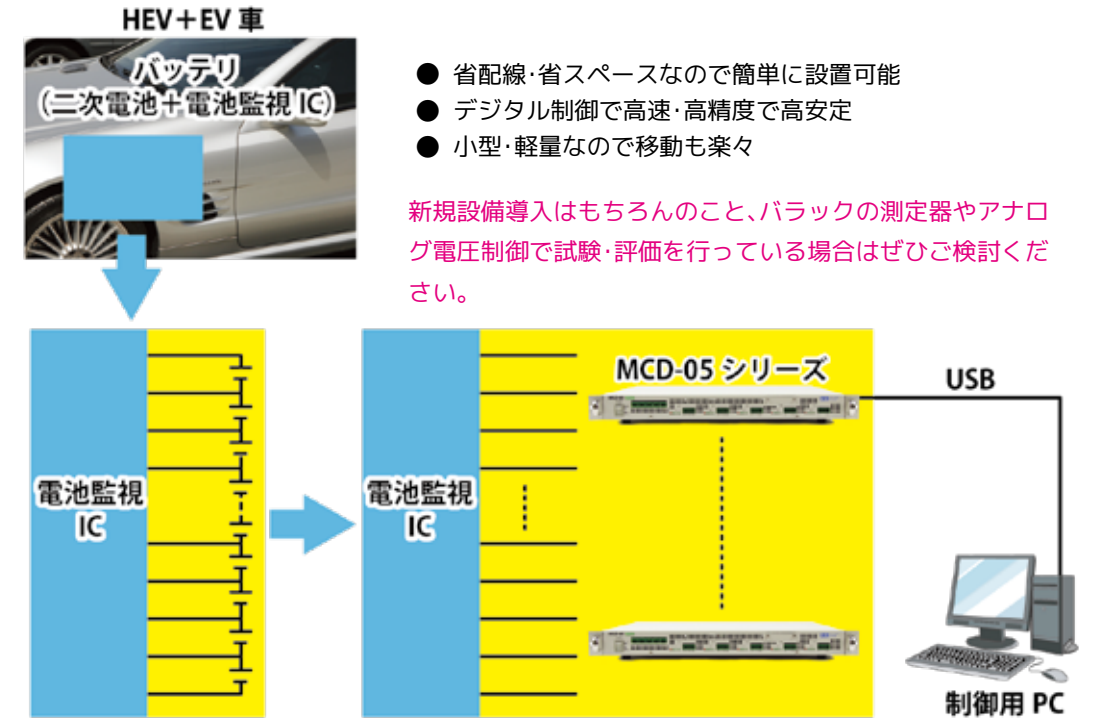 HEV+EV 車
バッテリ
(二次電池+電池監視 IC)
● 省配線･省スペースなので簡単に設置可能
● デジタル制御で高速･高精度で高安定
● 小型･軽量なので移動も楽々
新規設備導入はもちろんのこと、バラックの測定器やアナロ
グ電圧制御で試験･評価を行っている場合はぜひご検討くだ
さい。
電池監視
IC
電池監視
IC
MCD-05 シリーズ
USB
制御用 PC